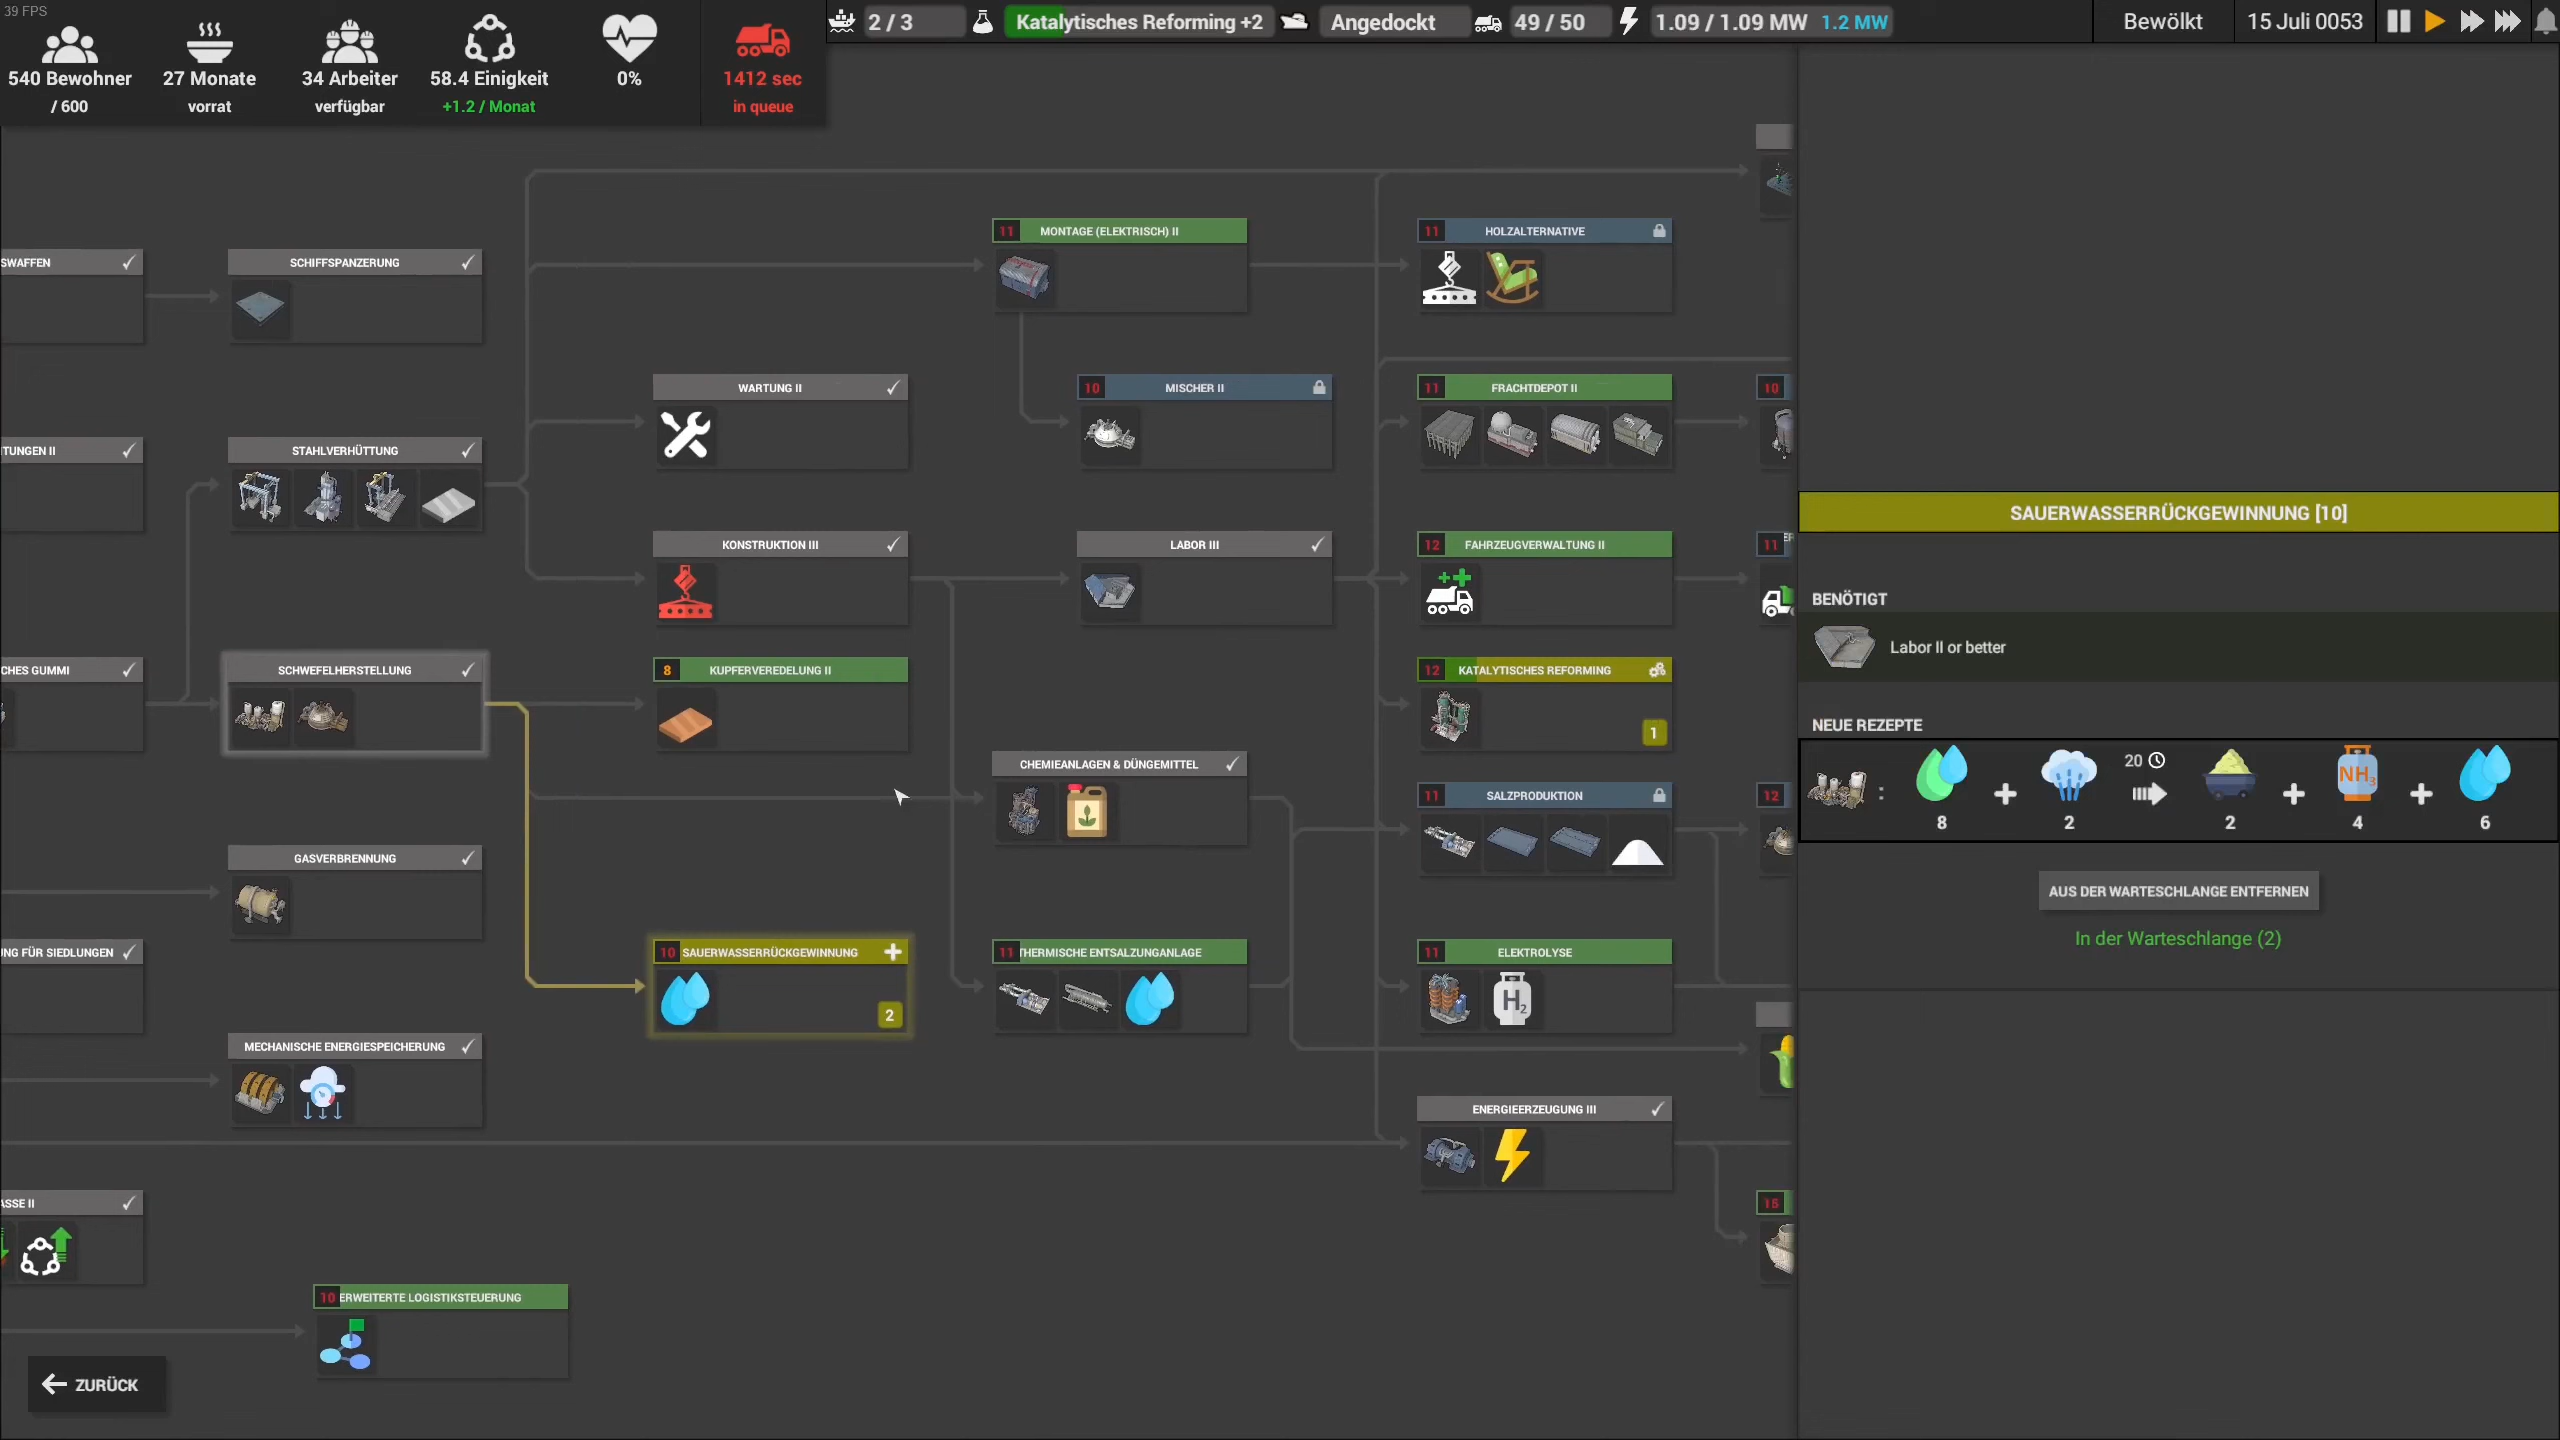 39 FPS
540 Bewohner
/ 600
27 Monate
vorrat
34 Arbeiter
verfügbar
58.4 Einigkeit
+1.2 / Monat
0%
1412 sec
in queue
2 / 3
Katalytisches Reforming +2
Angedockt
49 / 50
1.09 / 1.09 MW 1.2 MW
Bewölkt
15 Juli 0053
11 MONTAGE (ELEKTRISCH) II
11 HOLZALTERNATIVE
SWAFFEN
SCHIFFSPANZERUNG
WARTUNG II
10 MISCHER II
11 FRACHTDEPOT II
10
TUNGEN II
STAHLVERHÜTTUNG
KONSTRUKTION III
LABOR III
12 FAHRZEUGVERWALTUNG II
11
CHES GUMMI
SCHWEFELHERSTELLUNG
8 KUPFERVEREDELUNG II
12 KATALYTISCHES REFORMING
1
CHEMIEANLAGEN & DÜNGEMITTEL
11 SALZPRODUKTION
12
GASVERBRENNUNG
NG FÜR SIEDLUNGEN
10 SAUERWASSERRÜCKGEWINNUNG
2
11 THERMISCHE ENTSALZUNGANLAGE
11 ELEKTROLYSE
H2
MECHANISCHE ENERGIESPEICHERUNG
ENERGIEERZEUGUNG III
ASSE II
15
10 ERWEITERTE LOGISTIKSTEUERUNG
ZURÜCK
SAUERWASSERRÜCKGEWINNUNG [10]
BENÖTIGT
Labor II or better
NEUE REZEPTE
20
NH3
: 8 + 2 2 + 4 + 6
AUS DER WARTESCHLANGE ENTFERNEN
In der Warteschlange (2)